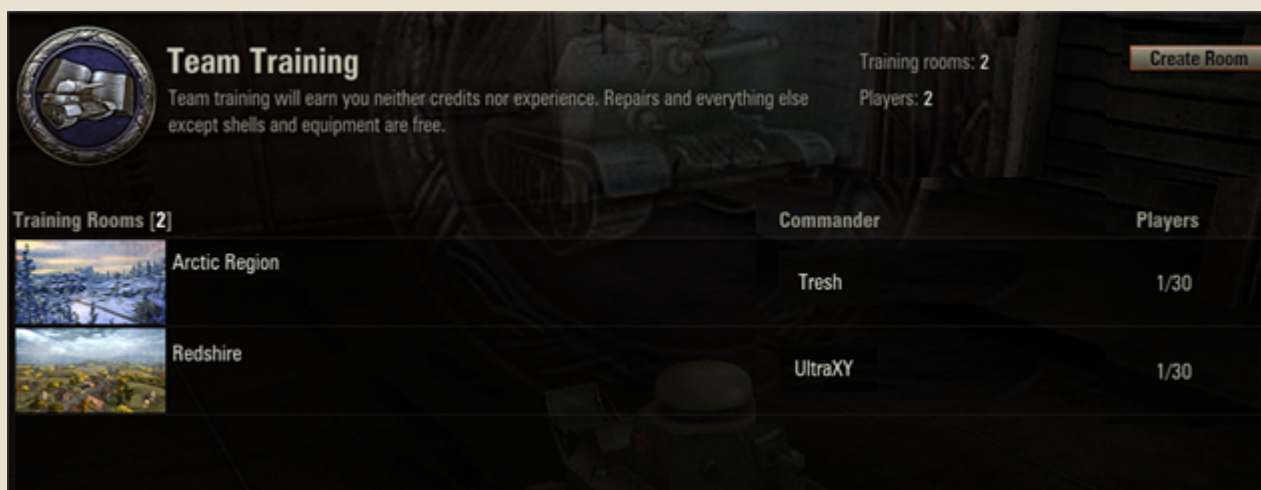 Team Training
Team training will earn you neither credits nor experience. Repairs and everything else
except shells and equipment are free.
Training rooms: 2
Players: 2
Create Room
Training Rooms [2]
Commander
Players
Arctic Region
Tresh
1/30
Redshire
UltraXY
1/30